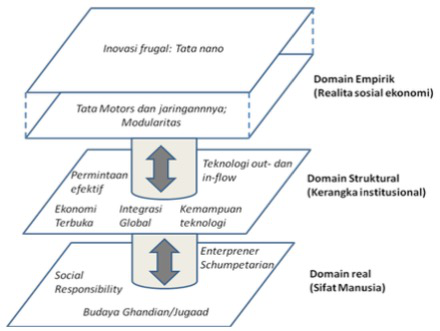 Inovasi frugal: Tata nano
Tata Motors dan jaringannnya;
Modularitas
Domain Empirik
(Realita sosial ekonomi)
Permintaan
efektif
Teknologi out- dan
in-flow
Ekonomi
Terbuka
Integrasi
Global
Kemampuan
teknologi
Domain Struktural
(Kerangka institusional)
Enterprener
Schumpetarian
Social
Responsibility
Budaya Ghandian/Jugaad
Domain real
(Sifat Manusia)